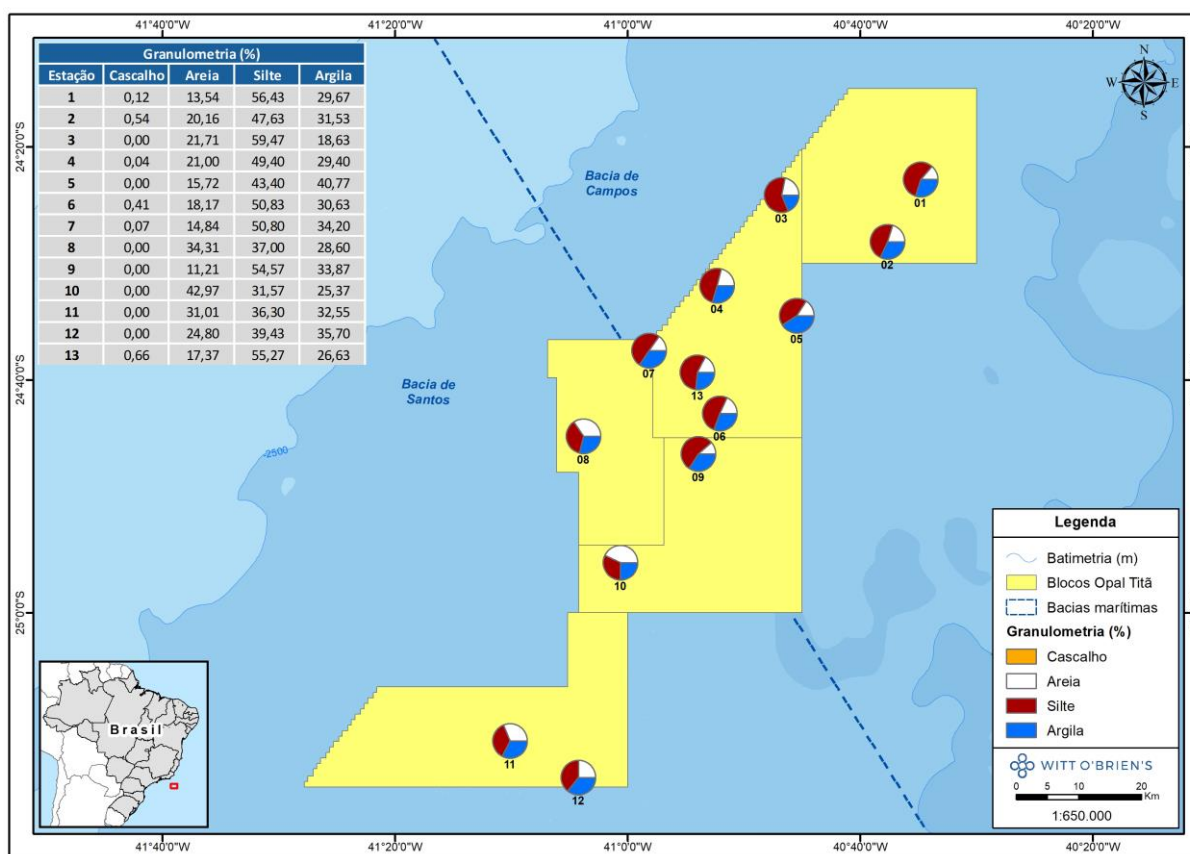 41°40'0"W 41°20'0"W 41°0'0"W 40°40'0"W 40°20'0"W
Granulometria (%)
Estação Cascalho Areia Silte Argila
1 0,12 13,54 56,43 29,67
2 0,54 20,16 47,63 31,53
3 0,00 21,71 59,47 18,63
4 0,04 21,00 49,40 29,40
5 0,00 15,72 43,40 40,77
6 0,41 18,17 50,83 30,63
7 0,07 14,84 50,80 34,20
8 0,00 34,31 37,00 28,60
9 0,00 11,21 54,57 33,87
10 0,00 42,97 31,57 25,37
11 0,00 31,01 36,30 32,55
12 0,00 24,80 39,43 35,70
13 0,66 17,37 55,27 26,63
N
W E
S
24°20'0"S
24°20'0"S
Bacia de
Campos
03
01
02
04
05
07
13
06
24°40'0"S
24°40'0"S
Bacia de
Santos
-2500
08
09
10
25°0'0"S
25°0'0"S
11
12
Brasil
Legenda
Batimetria (m)
Blocos Opal Titã
Bacias marítimas
Granulometria (%)
Cascalho
Areia
Silte
Argila
WITT O'BRIEN'S
0 5 10 20
Km
1:650.000
41°40'0"W 41°20'0"W 41°0'0"W 40°40'0"W 40°20'0"W